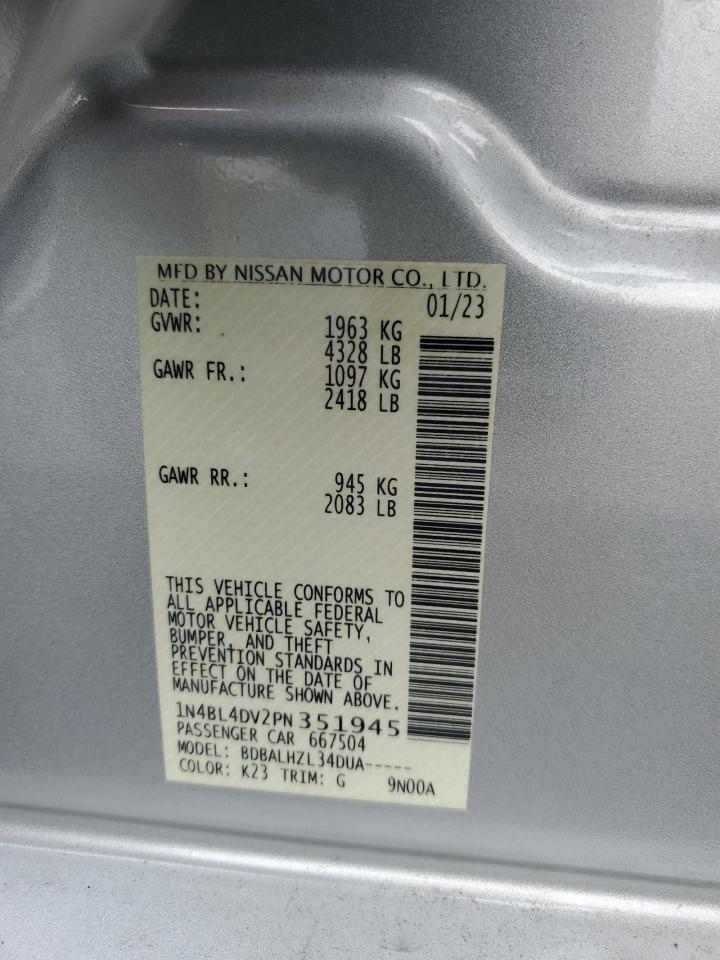 MFD BY NISSAN MOTOR CO., LTD.
DATE: 01/23
GVWR: 1963 KG
4328 LB
GAWR FR.: 1097 KG
2418 LB
GAWR RR.: 945 KG
2083 LB
THIS VEHICLE CONFORMS TO
ALL APPLICABLE FEDERAL
MOTOR VEHICLE SAFETY,
BUMPER, AND THEFT
PREVENTION STANDARDS IN
EFFECT ON THE DATE OF
MANUFACTURE SHOWN ABOVE.
1N4BL4DV2PN351945
PASSENGER CAR 667504
MODEL: BDBALHZL34DUA-----
COLOR: K23 TRIM: G 9N00A